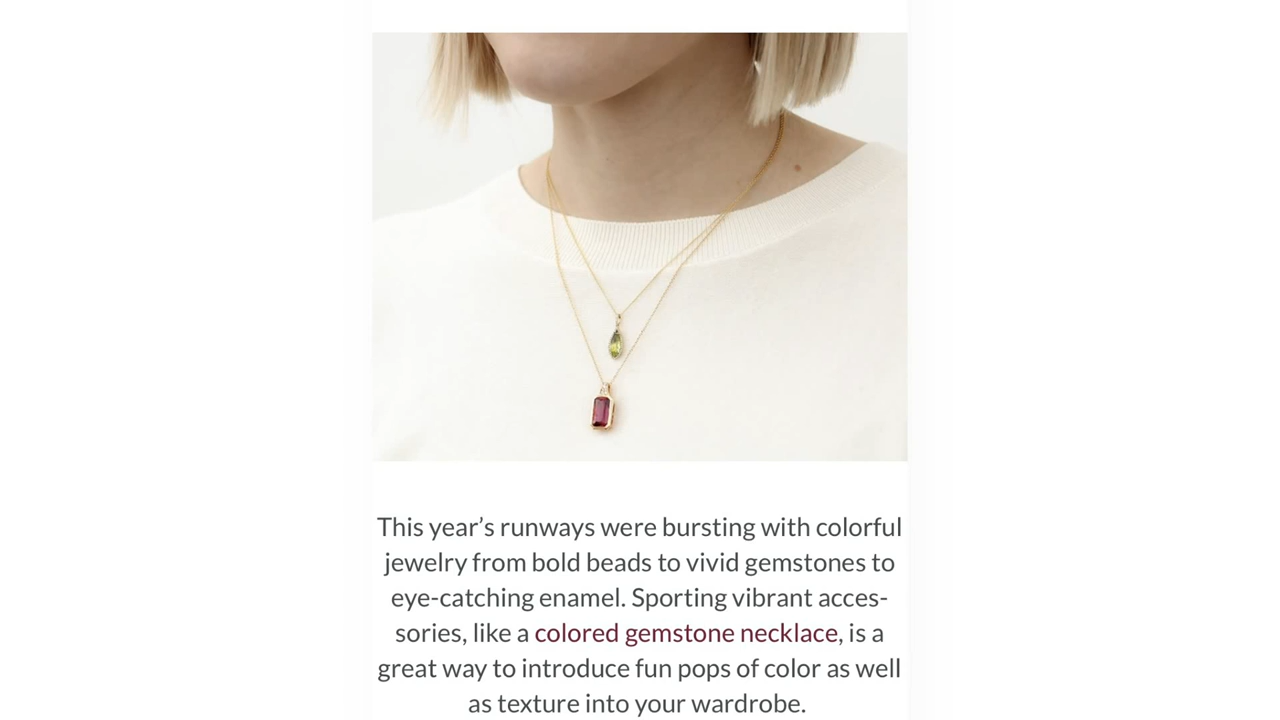 This year’s runways were bursting with colorful
jewelry from bold beads to vivid gemstones to
eye-catching enamel. Sporting vibrant acces-
sories, like a colored gemstone necklace, is a
great way to introduce fun pops of color as well
as texture into your wardrobe.